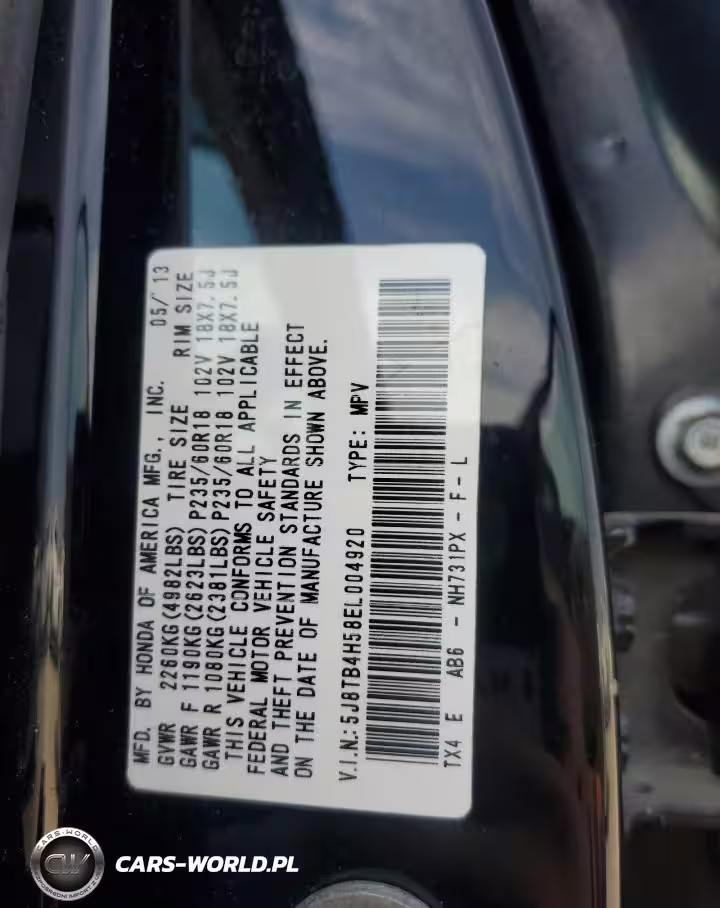 MFD. BY HONDA OF AMERICA MFG., INC. 05/'13
GVWR 2260KG(4982LBS) TIRE SIZE RIM SIZE
GAWR F 1190KG(2623LBS)P235/60R18 102V 18X7.5J
GAWR R 1080KG(2381LBS)P235/60R18 102V 18X7.5J
THIS VEHICLE CONFORMS TO ALL APPLICABLE
FEDERAL MOTOR VEHICLE SAFETY
AND THEFT PREVENTION STANDARDS IN EFFECT
ON THE DATE OF MANUFACTURE SHOWN ABOVE.
V.I.N.: 5J8TB4H58EL004920 TYPE: MPV
TX4 E AB6 - NH731PX - F - L
CARS-WORLD
CW
CARS-WORLD.PL